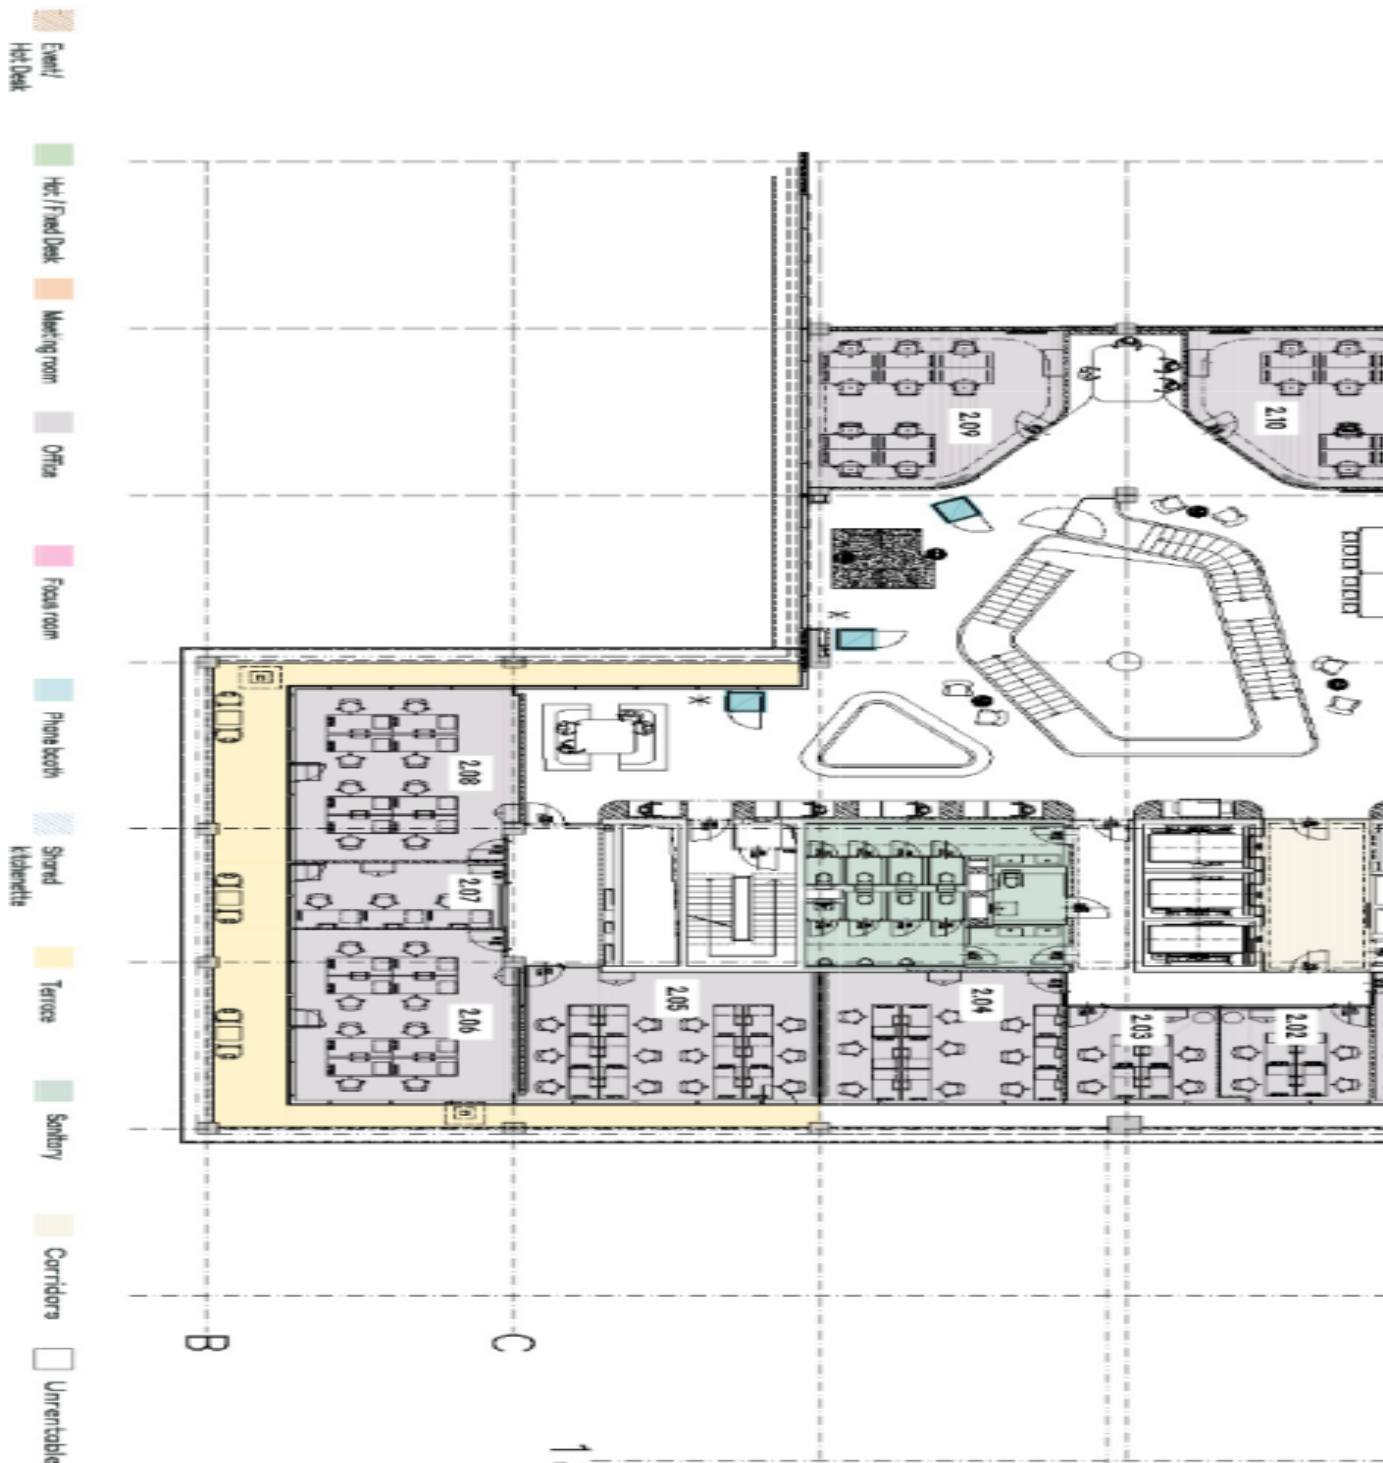 Event/
Hot Desk
Hot / Fixed Desk
Meeting room
Office
Focus room
Phone booth
Shared
kitchenette
Terrace
Sanitary
Corridors
Unrentable
2.09
2.10
2.08
2.07
2.06
2.05
2.04
2.03
2.02
B
C